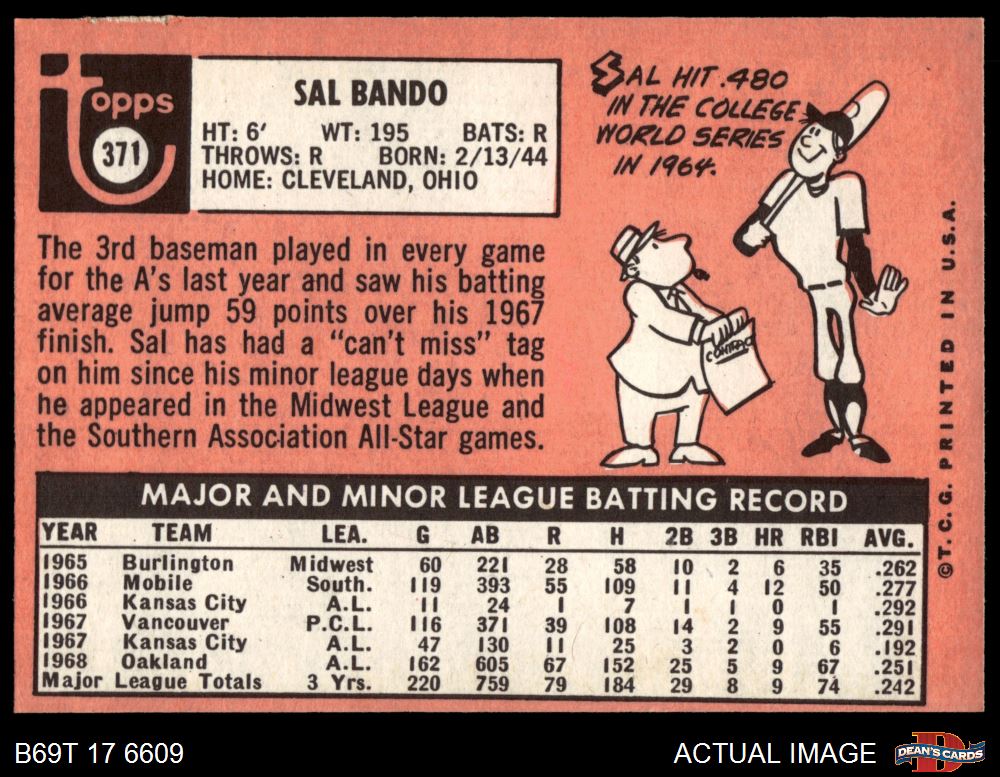 Topps
371
SAL BANDO
HT: 6' WT: 195 BATS: R
THROWS: R BORN: 2/13/44
HOME: CLEVELAND, OHIO
SAL HIT .480
IN THE COLLEGE
WORLD SERIES
IN 1964.
The 3rd baseman played in every game
for the A's last year and saw his batting
average jump 59 points over his 1967
finish. Sal has had a "can't miss" tag
on him since his minor league days when
he appeared in the Midwest League and
the Southern Association All-Star games.
CONTRAC
©T. C. G. PRINTED IN U.S.A.
MAJOR AND MINOR LEAGUE BATTING RECORD
YEAR TEAM LEA. G AB R H 2B 3B HR RBI AVG.
1965 Burlington Midwest 60 221 28 58 10 2 6 35 .262
1966 Mobile South. 119 393 55 109 11 4 12 50 .277
1966 Kansas City A.L. 11 24 1 7 1 1 0 1 .292
1967 Vancouver P.C.L. 116 371 39 108 14 2 9 55 .291
1967 Kansas City A.L. 47 130 11 25 3 2 0 6 .192
1968 Oakland A.L. 162 605 67 152 25 5 9 67 .251
Major League Totals 3 Yrs. 220 759 79 184 29 8 9 74 .242
B69T 17 6609
ACTUAL IMAGE
D
DEAN'S CARDS